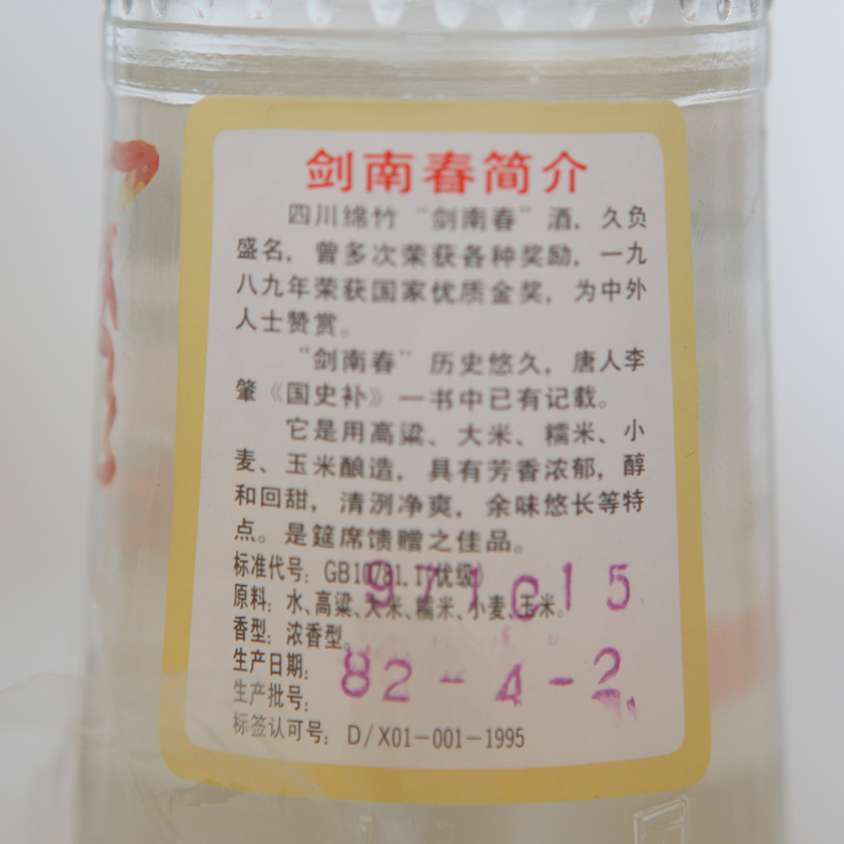 剑南春简介
四川绵竹“剑南春”酒，久负
盛名，曾多次荣获各种奖励，一九
八九年荣获国家优质金奖，为中外
人士赞赏。
“剑南春”历史悠久，唐人李
肇《国史补》一书中已有记载。
它是用高粱、大米、糯米、小
麦、玉米酿造，具有芳香浓郁，醇
和回甜，清洌净爽，余味悠长等特
点。是筵席馈赠之佳品。
标准代号：GB10781.1(优级)
971c15
原料：水、高粱、大米、糯米、小麦、玉米。
香型：浓香型。
生产日期：
82-4-2
生产批号：
标签认可号：D/X01-001-1995